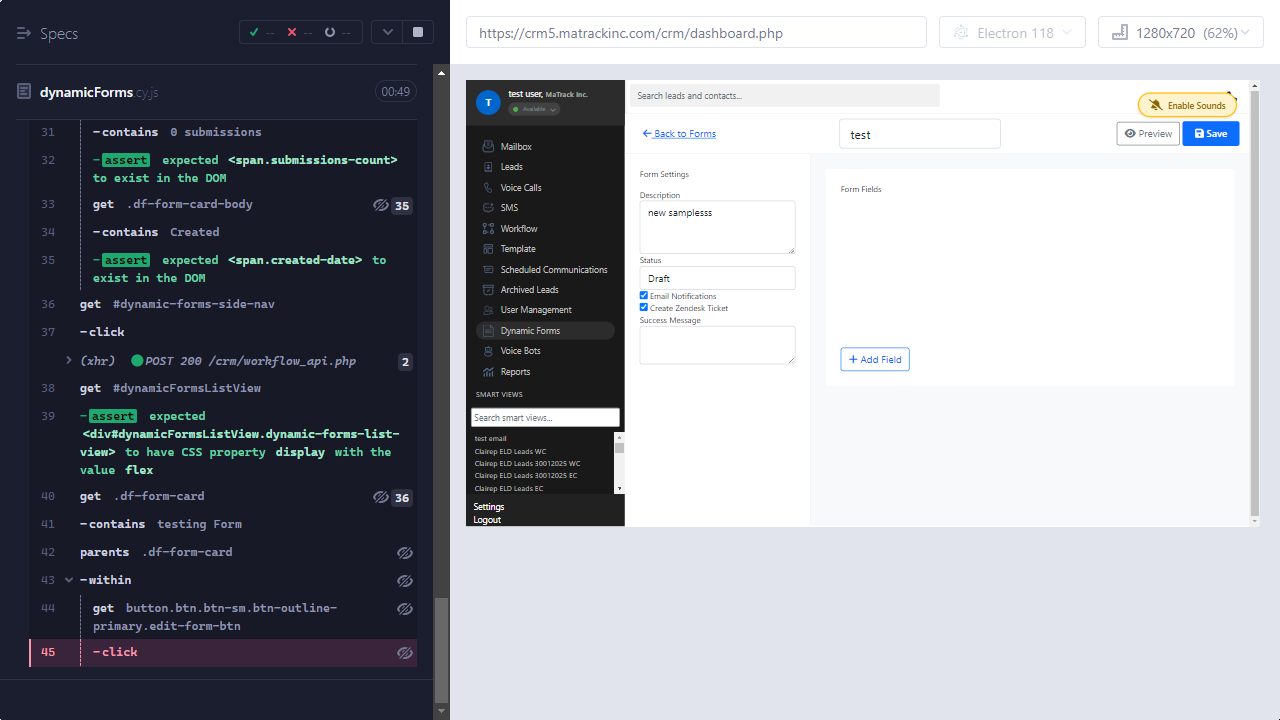 Specs
-- -- --
dynamicForms.cy.js
00:49
31 -contains 0 submissions
32 -assert expected <span.submissions-count> to exist in the DOM
33 get .df-form-card-body 35
34 -contains Created
35 -assert expected <span.created-date> to exist in the DOM
36 get #dynamic-forms-side-nav
37 -click
(xhr) POST 200 /crm/workflow_api.php 2
38 get #dynamicFormsListView
39 -assert expected <div#dynamicFormsListView.dynamic-forms-list-view> to have CSS property display with the value flex
40 get .df-form-card 36
41 -contains testing Form
42 parents .df-form-card
43 -within
44 get button.btn.btn-sm.btn-outline-primary.edit-form-btn
45 -click
https://crm5.matrackinc.com/crm/dashboard.php
Electron 118
1280x720 (62%)
T
test user, MaTrack Inc.
Available
Search leads and contacts...
Enable Sounds
Back to Forms
test
Preview
Save
Mailbox
Leads
Voice Calls
SMS
Workflow
Template
Scheduled Communications
Archived Leads
User Management
Dynamic Forms
Voice Bots
Reports
SMART VIEWS
Search smart views...
test email
Clairep ELD Leads WC
Clairep ELD Leads 30012025 WC
Clairep ELD Leads 30012025 EC
Clairep ELD Leads EC
Settings
Logout
Form Settings
Description
new samplesss
Status
Draft
Email Notifications
Create Zendesk Ticket
Success Message
Form Fields
+ Add Field